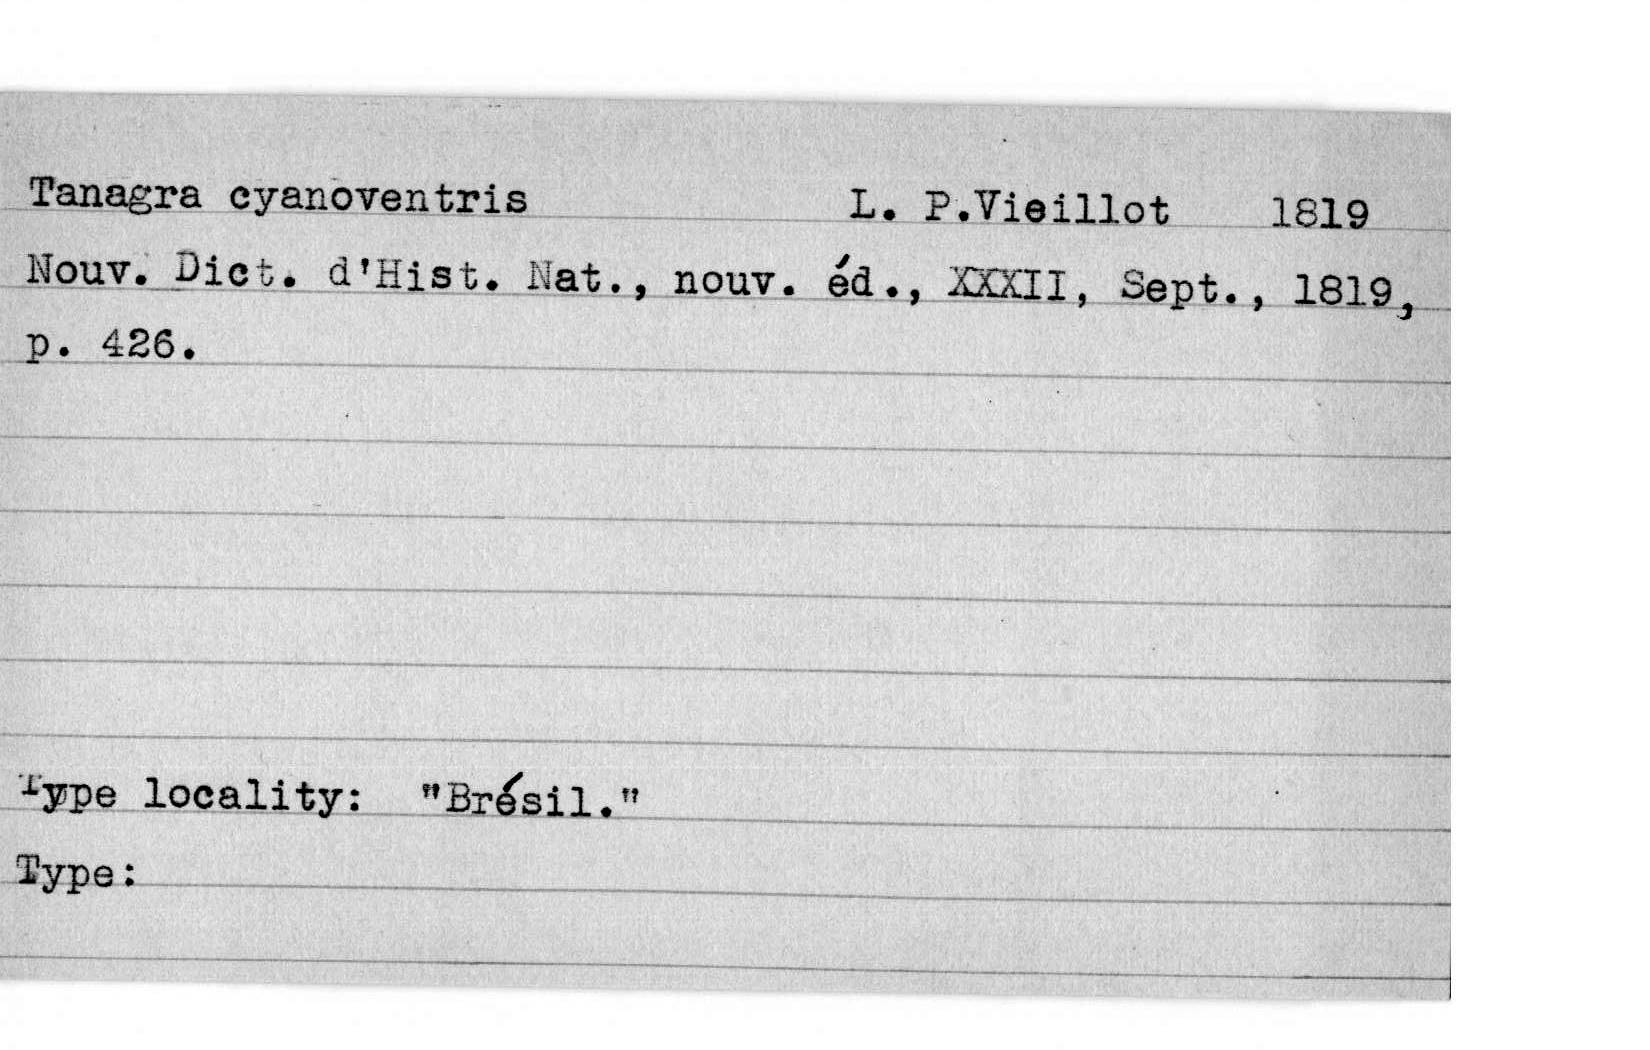 Tanagra cyanoventris L. P.Vieillot 1819
Nouv. Dict. d'Hist. Nat., nouv. éd., XXXII, Sept., 1819,
p. 426.
Type locality: "Brésil."
Type: